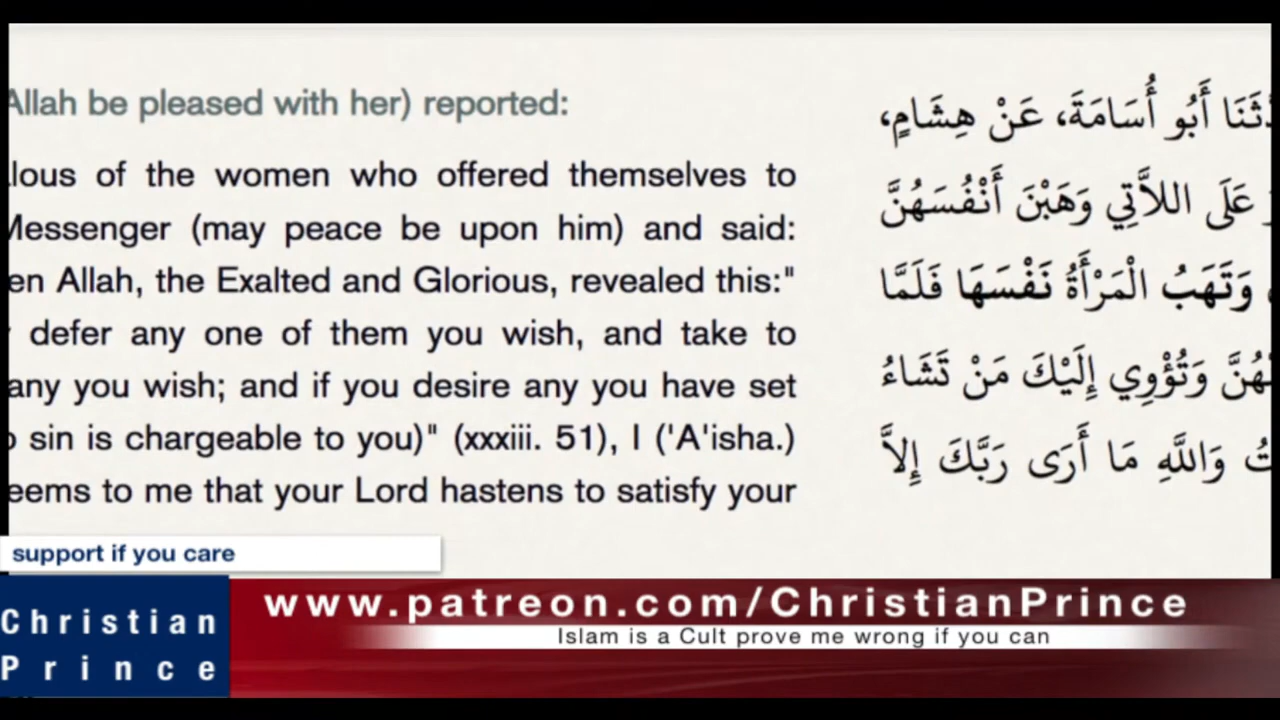 Allah be pleased with her) reported:
of the women who offered themselves to
Messenger (may peace be upon him) and said:
Allah, the Exalted and Glorious, revealed this:"
defer any one of them you wish, and take to
any you wish; and if you desire any you have set
sin is chargeable to you)" (xxxiii. 51), I ('A'isha.)
to me that your Lord hastens to satisfy your
أَبُو أُسَامَةَ، عَنْ هِشَامٍ،
عَلَى اللاَّتِي وَهَبْنَ أَنْفُسَهُنَّ
وَتَهَبُ الْمَرْأَةُ نَفْسَهَا فَلَمَّا
وَتُؤْوِي إِلَيْكَ مَنْ تَشَاءُ
وَاللَّهِ مَا أَرَى رَبَّكَ إِلاَّ
support if you care
Christian
Prince
www.patreon.com/ChristianPrince
Islam is a Cult prove me wrong if you can